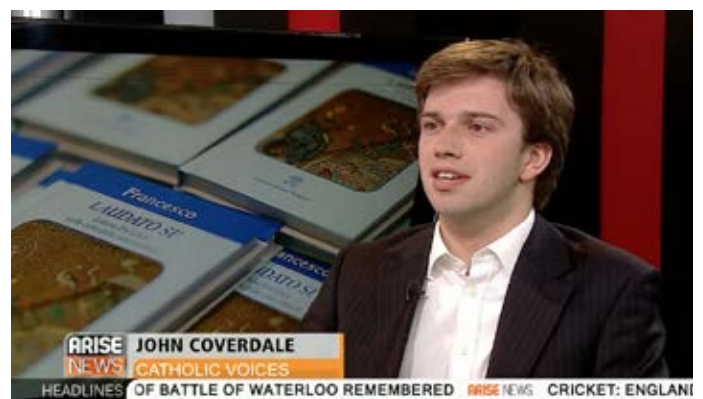 Francesco
LAUDATO SI'
Francesco
LAUDATO SI'
ARISE
NEWS
JOHN COVERDALE
CATHOLIC VOICES
HEADLINES
OF BATTLE OF WATERLOO REMEMBERED ARISE NEWS CRICKET: ENGLAND